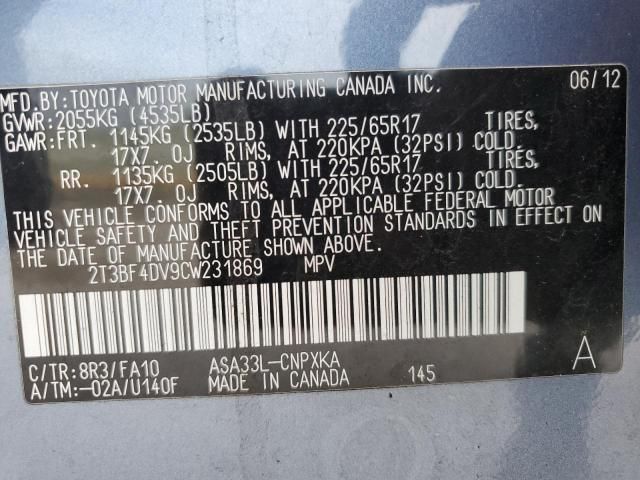 MFD.BY:TOYOTA MOTOR MANUFACTURING CANADA INC. 06/12
GVWR:2055KG (4535LB)
GAWR:FRT. 1145KG (2535LB) WITH 225/65R17 TIRES,
17X7.0J RIMS, AT 220KPA (32PSI) COLD.
RR. 1135KG (2505LB) WITH 225/65R17 TIRES,
17X7.0J RIMS, AT 220KPA (32PSI) COLD.
THIS VEHICLE CONFORMS TO ALL APPLICABLE FEDERAL MOTOR
VEHICLE SAFETY AND THEFT PREVENTION STANDARDS IN EFFECT ON
THE DATE OF MANUFACTURE SHOWN ABOVE.
2T3BF4DV9CW231869 MPV
C/TR:8R3/FA10 ASA33L-CNPXKA A
A/TM:-02A/U140F MADE IN CANADA 145